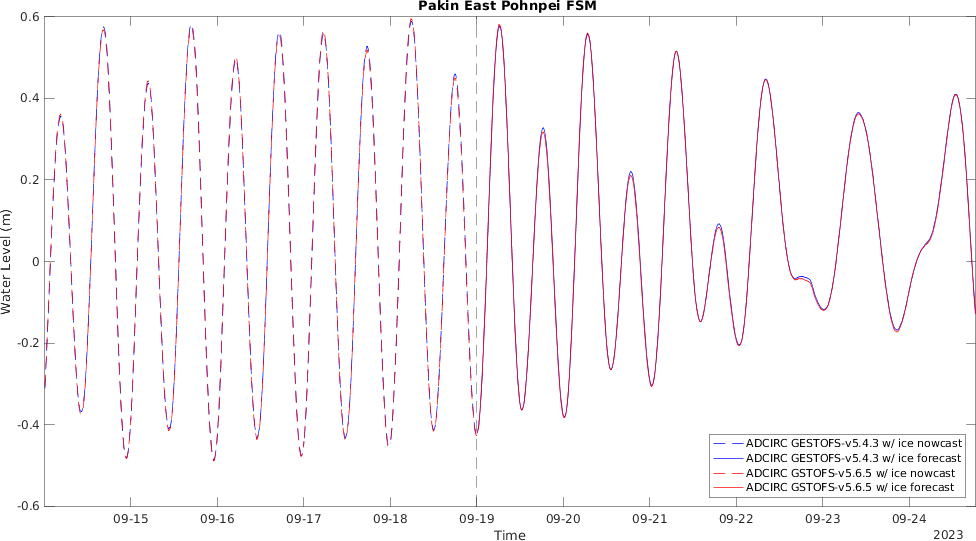 Pakin East Pohnpei FSM
0.6
0.4
0.2
0
-0.2
-0.4
-0.6
Water Level (m)
09-15 09-16 09-17 09-18 09-19 09-20 09-21 09-22 09-23 09-24
Time
2023
ADCIRC GESTOFS-v5.4.3 w/ ice nowcast
ADCIRC GESTOFS-v5.4.3 w/ ice forecast
ADCIRC GSTOFS-v5.6.5 w/ ice nowcast
ADCIRC GSTOFS-v5.6.5 w/ ice forecast